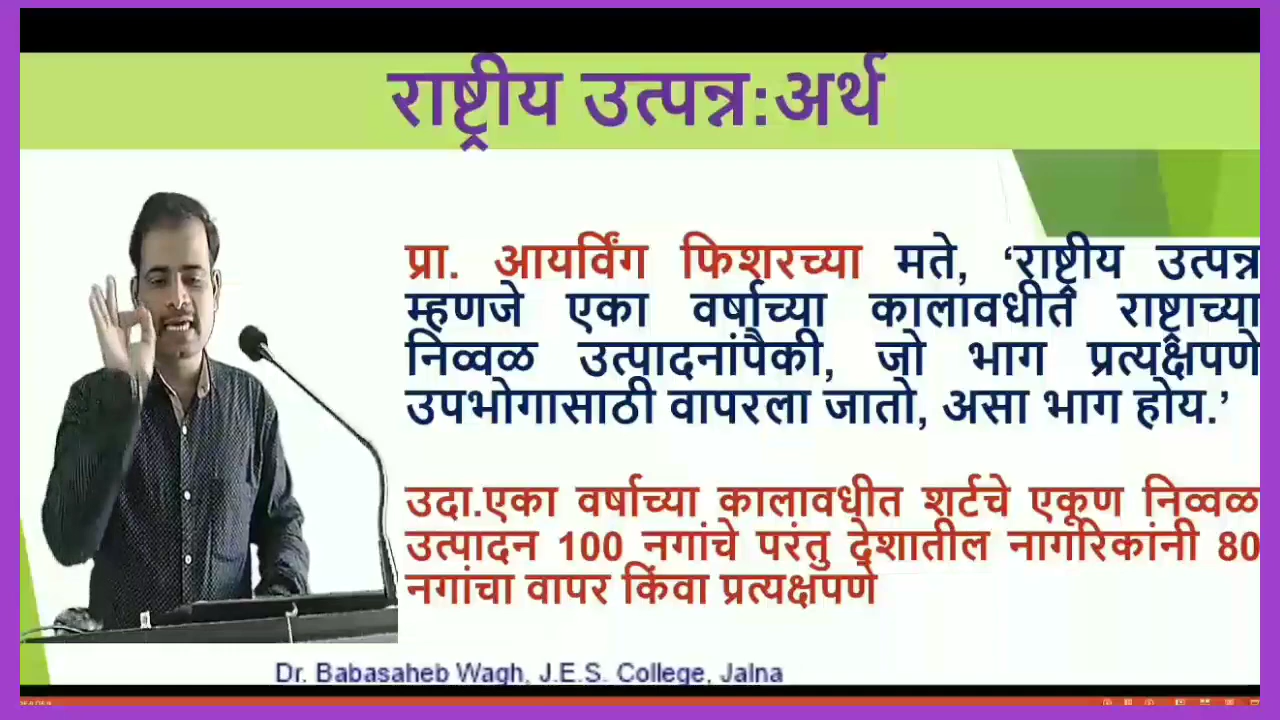 राष्ट्रीय उत्पन्न:अर्थ
प्रा. आयर्विंग फिशरच्या मते, ‘राष्ट्रीय उत्पन्न
म्हणजे एका वर्षाच्या कालावधीत राष्ट्राच्या
निव्वळ उत्पादनांपैकी, जो भाग प्रत्यक्षपणे
उपभोगासाठी वापरला जातो, असा भाग होय.’
उदा.एका वर्षाच्या कालावधीत शर्टचे एकूण निव्वळ
उत्पादन 100 नगांचे परंतु देशातील नागरिकांनी 80
नगांचा वापर किंवा प्रत्यक्षपणे
Dr. Babasaheb Wagh, J.E.S. College, Jalna